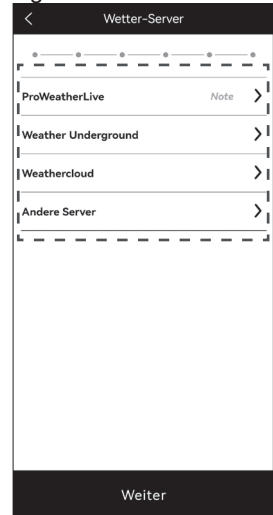 Wetter-Server
ProWeatherLive Note
Weather Underground
Weathercloud
Andere Server
Weiter